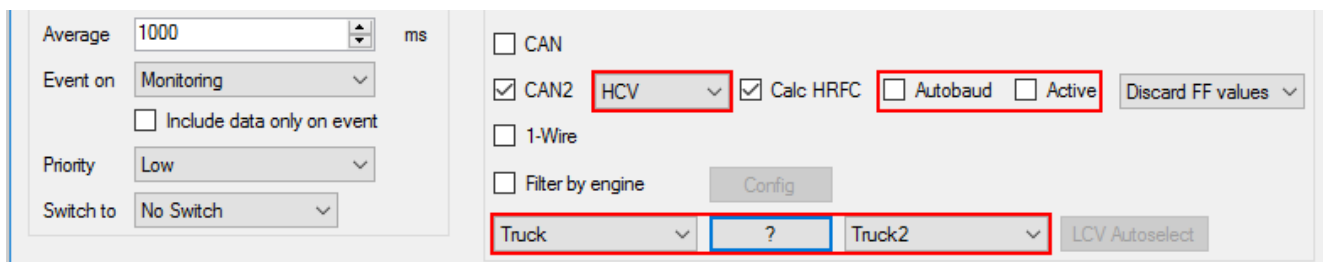 Average 1000 ms
Event on Monitoring
Include data only on event
Priority Low
Switch to No Switch
CAN
CAN2 HCV Calc HRFC Autobaud Active Discard FF values
1-Wire
Filter by engine Config
Truck ? Truck2 LCV Autoselect